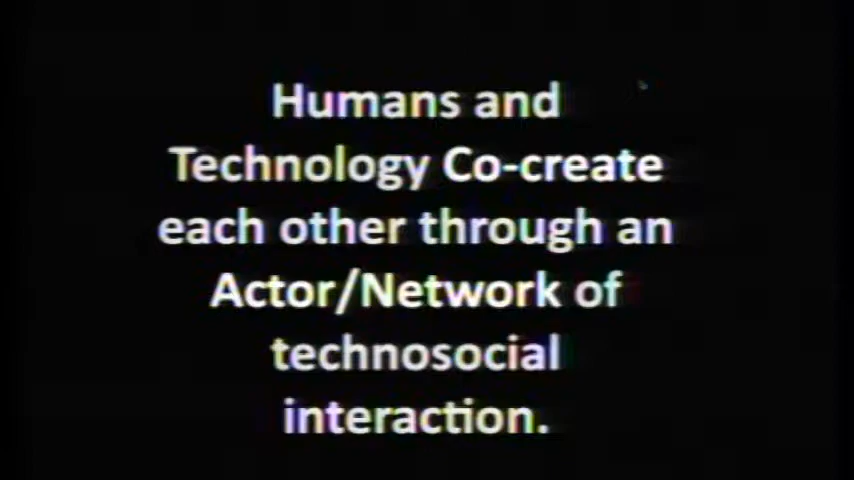 Humans and
Technology Co-create
each other through an
Actor/Network of
technosocial
interaction.